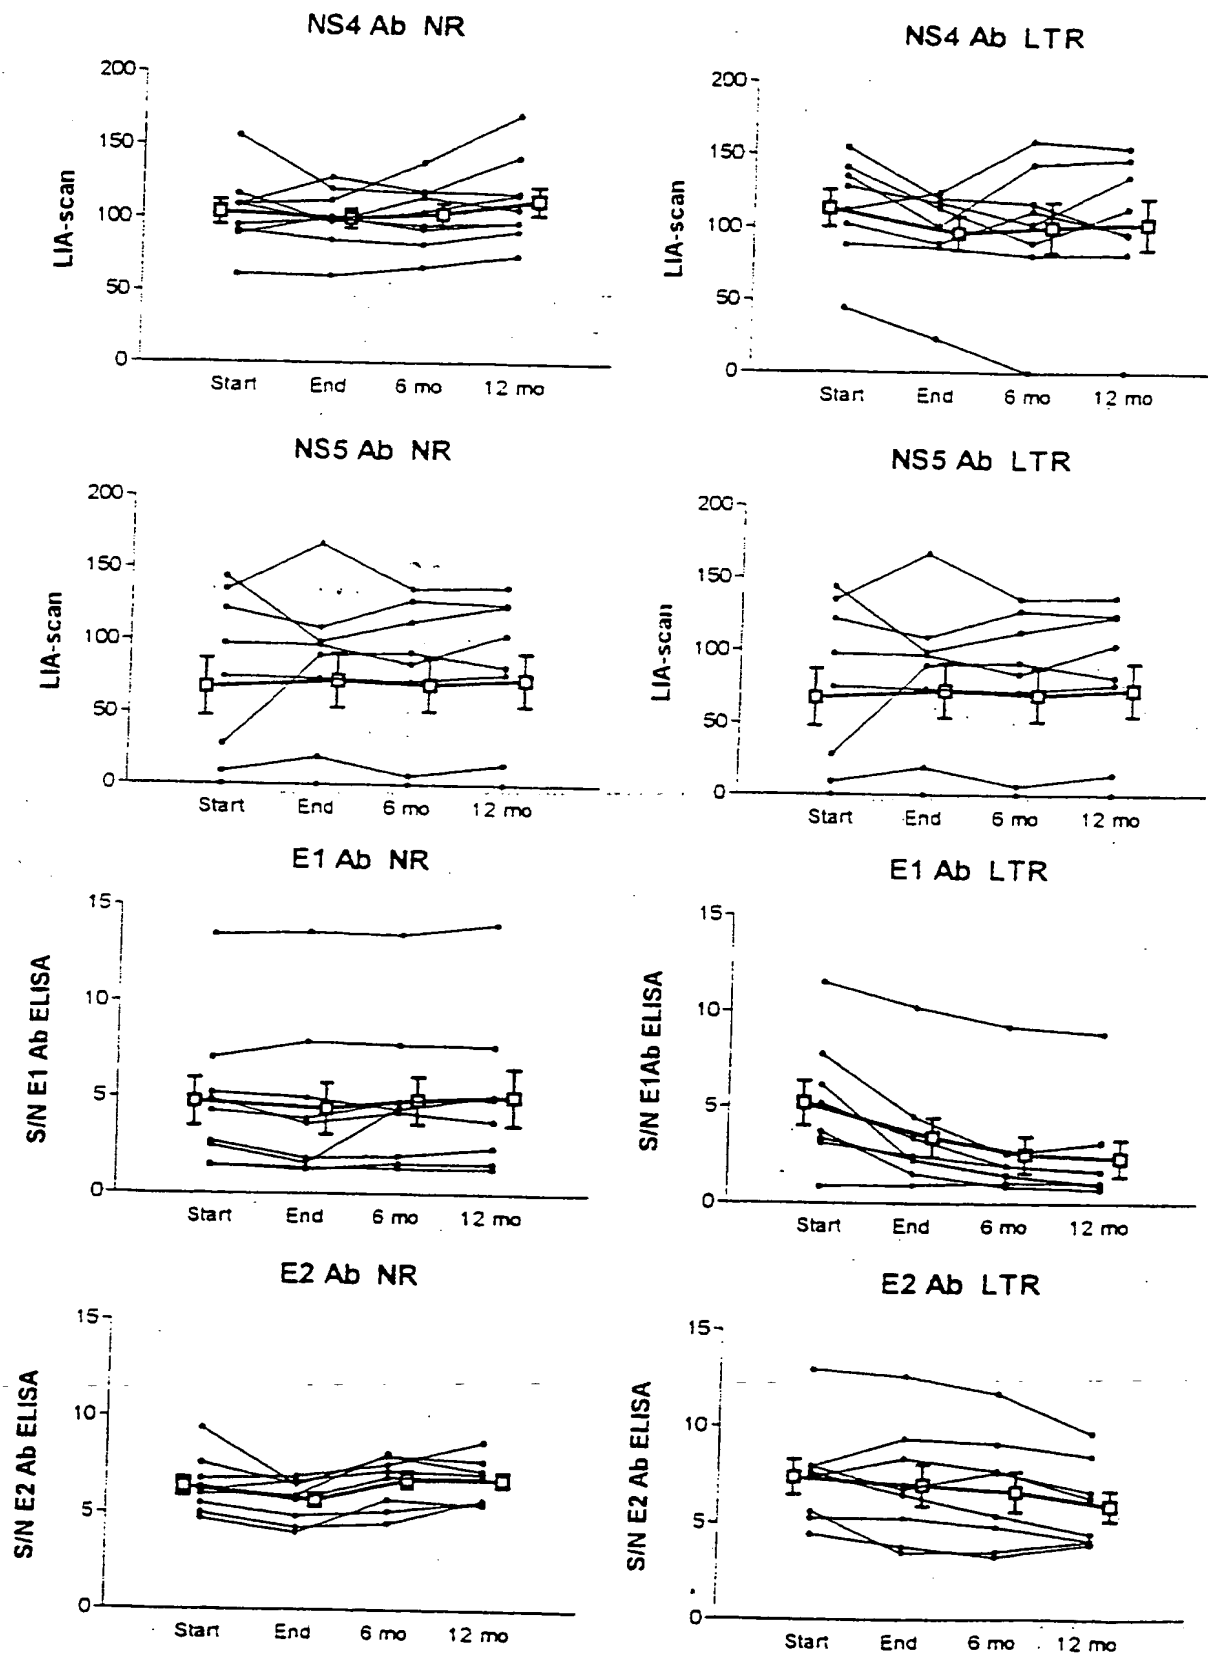 NS4 Ab NR
200
150
100
50
0
LIA-scan
Start End 6 mo 12 mo
NS4 Ab LTR
200
150
100
50
0
LIA-scan
Start End 6 mo 12 mo
NS5 Ab NR
200
150
100
50
0
LIA-scan
Start End 6 mo 12 mo
NS5 Ab LTR
200
150
100
50
0
LIA-scan
Start End 6 mo 12 mo
E1 Ab NR
15
10
5
0
S/N E1 Ab ELISA
Start End 6 mo 12 mo
E1 Ab LTR
15
10
5
0
S/N E1Ab ELISA
Start End 6 mo 12 mo
E2 Ab NR
15
10
5
0
S/N E2 Ab ELISA
Start End 6 mo 12 mo
E2 Ab LTR
15
10
5
0
S/N E2 Ab ELISA
Start End 6 mo 12 mo